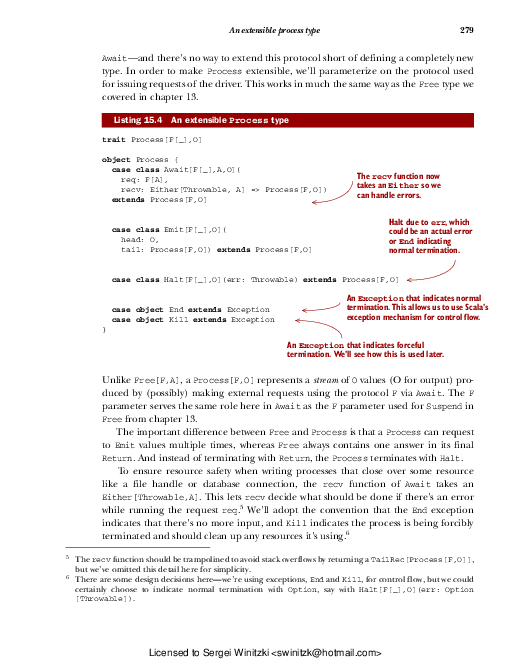 An extensible process type 279
Await—and there's no way to extend this protocol short of defining a completely new
type. In order to make Process extensible, we'll parameterize on the protocol used
for issuing requests of the driver. This works in much the same way as the Free type we
covered in chapter 13.
Listing 15.4 An extensible Process type
trait Process[F[_],O]
object Process {
case class Await[F[_],A,O](
req: F[A],
recv: Either[Throwable, A] => Process[F,O])
extends Process[F,O]
The recv function now
takes an Either so we
can handle errors.
case class Emit[F[_],O](
head: O,
tail: Process[F,O]) extends Process[F,O]
Halt due to err, which
could be an actual error
or End indicating
normal termination.
case class Halt[F[_],O](err: Throwable) extends Process[F,O]
case object End extends Exception
case object Kill extends Exception
}
An Exception that indicates normal
termination. This allows us to use Scala's
exception mechanism for control flow.
An Exception that indicates forceful
termination. We'll see how this is used later.
Unlike Free[F,A], a Process[F,O] represents a stream of O values (O for output) pro-
duced by (possibly) making external requests using the protocol F via Await. The F
parameter serves the same role here in Await as the F parameter used for Suspend in
Free from chapter 13.
The important difference between Free and Process is that a Process can request
to Emit values multiple times, whereas Free always contains one answer in its final
Return. And instead of terminating with Return, the Process terminates with Halt.
To ensure resource safety when writing processes that close over some resource
like a file handle or database connection, the recv function of Await takes an
Either[Throwable,A]. This lets recv decide what should be done if there's an error
while running the request req.5 We'll adopt the convention that the End exception
indicates that there's no more input, and Kill indicates the process is being forcibly
terminated and should clean up any resources it's using.6
5 The recv function should be trampolined to avoid stack overflows by returning a TailRec[Process[F,O]],
but we've omitted this detail here for simplicity.
6 There are some design decisions here—we're using exceptions, End and Kill, for control flow, but we could
certainly choose to indicate normal termination with Option, say with Halt[F[_],O](err: Option
[Throwable]).
Licensed to Sergei Winitzki <swinitzk@hotmail.com>